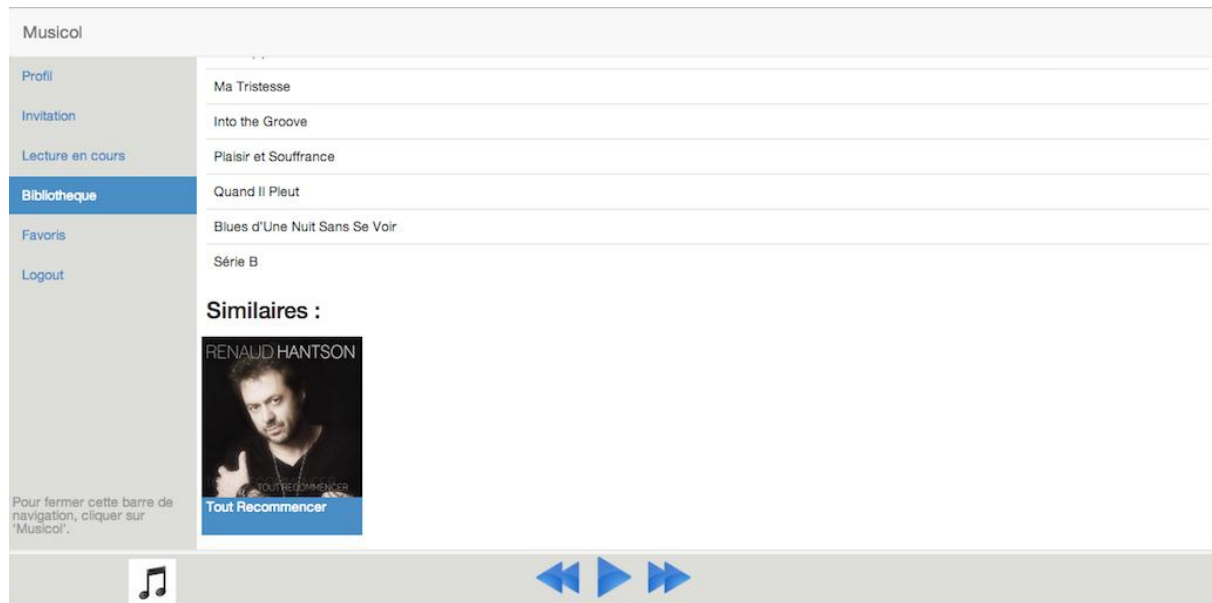 Musicol
Profil
Invitation
Lecture en cours
Bibliotheque
Favoris
Logout
Pour fermer cette barre de
navigation, cliquer sur
'Musicol'.
Ma Tristesse
Into the Groove
Plaisir et Souffrance
Quand Il Pleut
Blues d'Une Nuit Sans Se Voir
Série B
Similaires :
RENAUD HANTSON
TOUT RECOMMENCER
Tout Recommencer